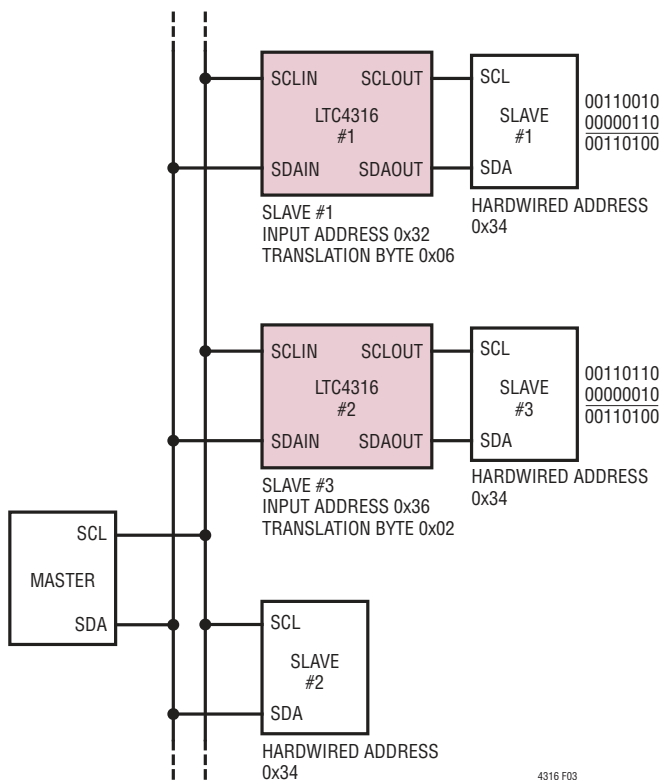 SCLIN SCLOUT
LTC4316
#1
SDAIN SDAOUT
SCL
SLAVE
#1
SDA
00110010
00000110
00110100
SLAVE #1
INPUT ADDRESS 0x32
TRANSLATION BYTE 0x06
HARDWIRED ADDRESS
0x34
SCLIN SCLOUT
LTC4316
#2
SDAIN SDAOUT
SCL
SLAVE
#3
SDA
00110110
00000010
00110100
SLAVE #3
INPUT ADDRESS 0x36
TRANSLATION BYTE 0x02
HARDWIRED ADDRESS
0x34
SCL
MASTER
SDA
SCL
SLAVE
#2
SDA
HARDWIRED ADDRESS
0x34
4316 F03